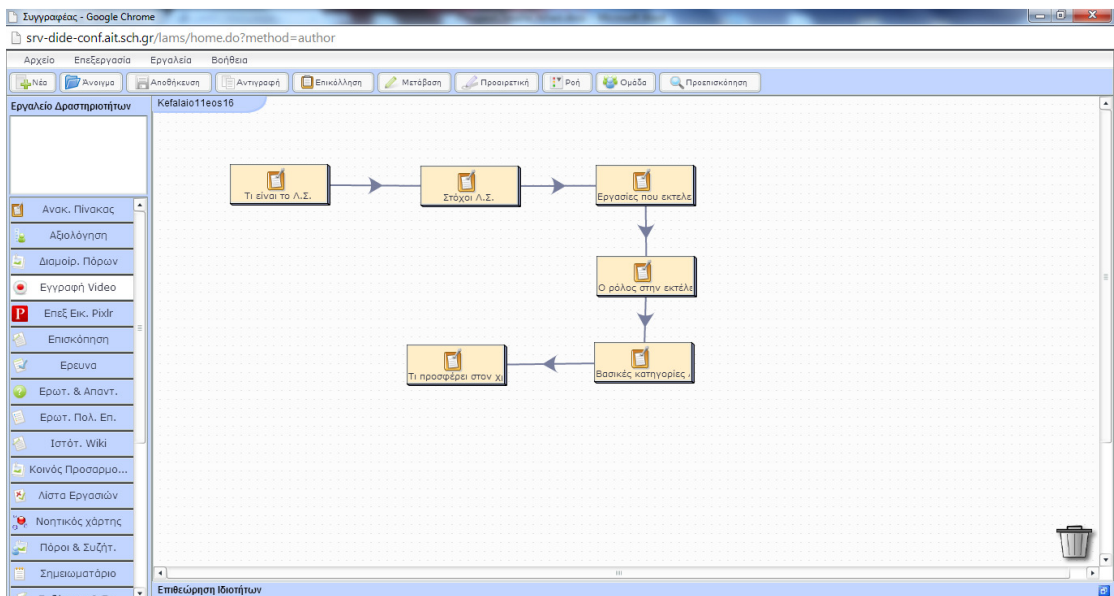 Συγγραφέας - Google Chrome
srv-dide-conf.ait.sch.gr/lams/home.do?method=author
Αρχείο Επεξεργασία Εργαλεία Βοήθεια
Νέα Άνοιγμα Αποθήκευση Αντιγραφή Επικόλληση Μετάβαση Προαιρετική Ροή Ομάδα Προεπισκόπηση
Εργαλείο Δραστηριοτήτων
Kefalaio11eos16
Τι είναι το Λ.Σ.
Στόχοι Λ.Σ.
Εργασίες που εκτελε
Ο ρόλος στην εκτέλε
Τι προσφέρει στον χρ
Βασικές κατηγορίες
Ανακ. Πίνακας
Αξιολόγηση
Διαμοίρ. Πόρων
Εγγραφή Video
P Επεξ Εικ. Pixlr
Επισκόπηση
Ερευνα
Ερωτ. & Απαντ.
Ερωτ. Πολ. Επ.
Ιστότ. Wiki
Κοινός Προσαρμο...
Λίστα Εργασιών
Νοητικός χάρτης
Πόροι & Συζήτ.
Σημειωματάριο
Επιθεώρηση Ιδιοτήτων